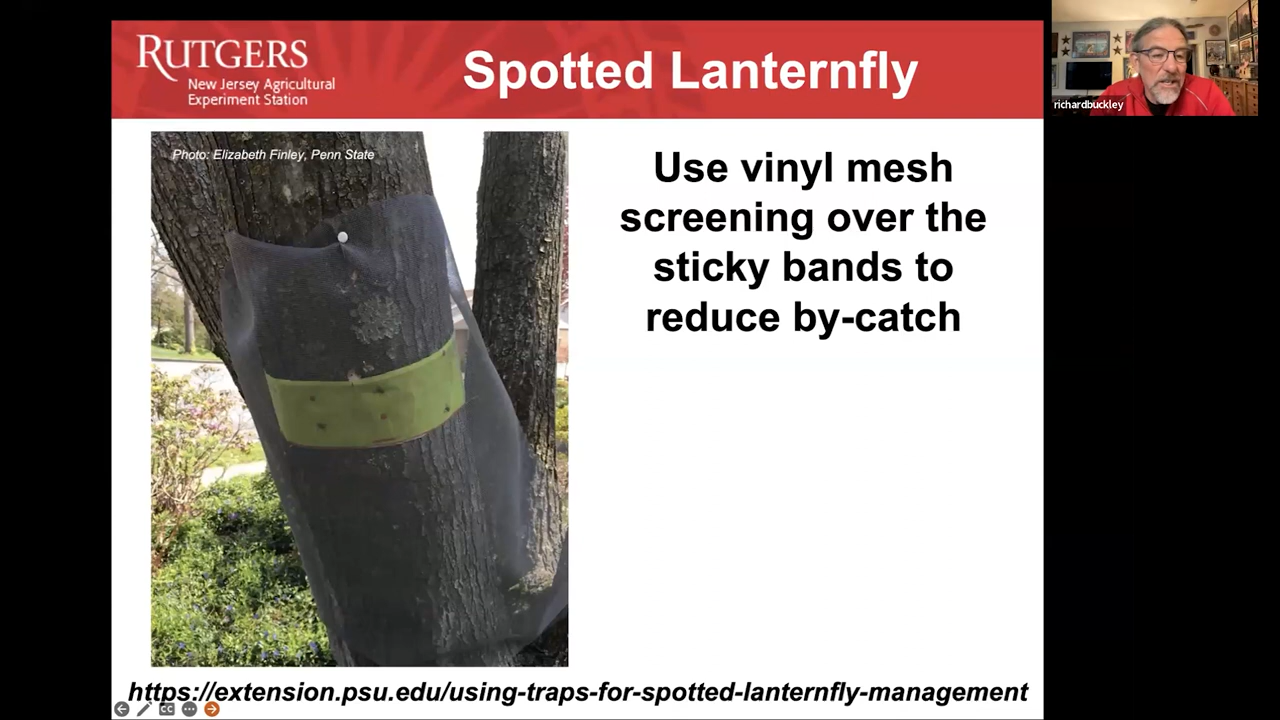 RUTGERS
New Jersey Agricultural
Experiment Station
Spotted Lanternfly
richardbuckley
Photo: Elizabeth Finley, Penn State
Use vinyl mesh
screening over the
sticky bands to
reduce by-catch
https://extension.psu.edu/using-traps-for-spotted-lanternfly-management
CC